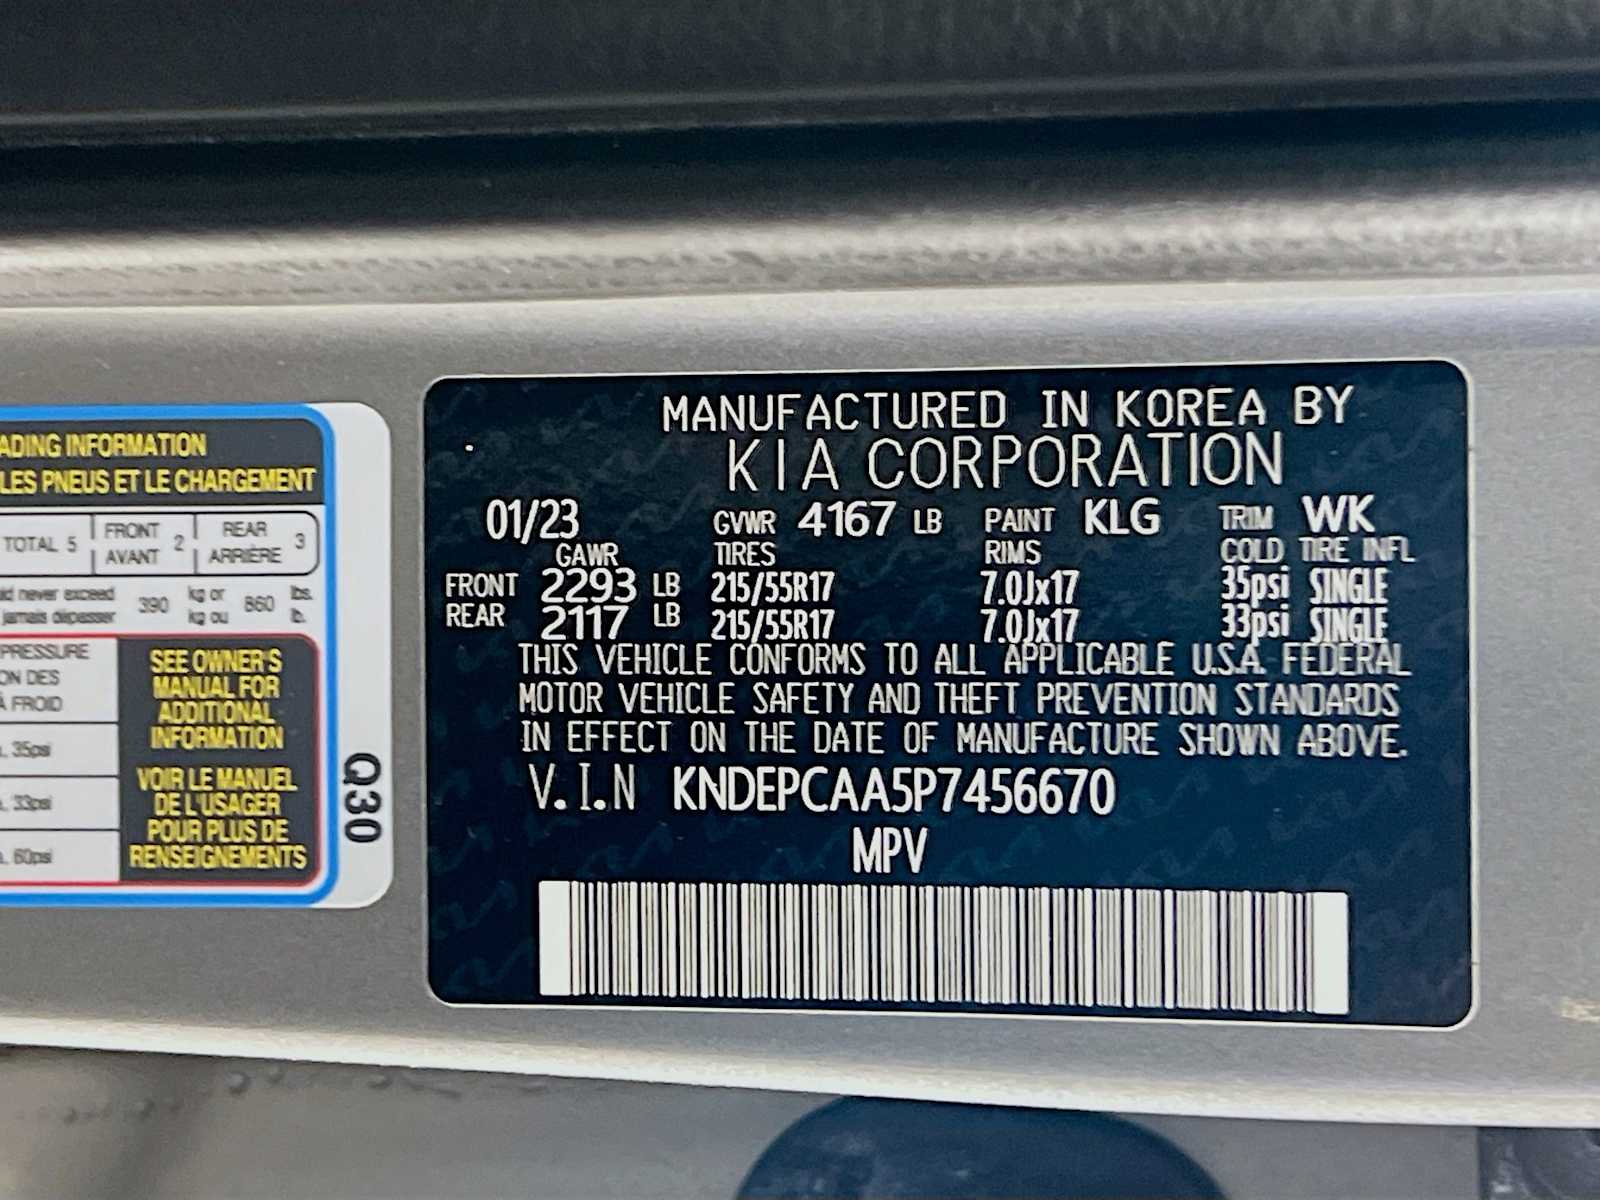 ADING INFORMATION
LES PNEUS ET LE CHARGEMENT
TOTAL 5 FRONT AVANT 2 REAR ARRIÈRE 3
never exceed 390 kg or 860 lbs.
jamais dépasser kg ou lb.
PRESSURE
ON DES
À FROID
35psi
33psi
60psi
SEE OWNER'S
MANUAL FOR
ADDITIONAL
INFORMATION
VOIR LE MANUEL
DE L'USAGER
POUR PLUS DE
RENSEIGNEMENTS
Q30
MANUFACTURED IN KOREA BY
KIA CORPORATION
01/23 GVWR 4167 LB PAINT KLG TRIM WK
GAWR TIRES RIMS COLD TIRE INFL
FRONT 2293 LB 215/55R17 7.0Jx17 35psi SINGLE
REAR 2117 LB 215/55R17 7.0Jx17 33psi SINGLE
THIS VEHICLE CONFORMS TO ALL APPLICABLE U.S.A. FEDERAL
MOTOR VEHICLE SAFETY AND THEFT PREVENTION STANDARDS
IN EFFECT ON THE DATE OF MANUFACTURE SHOWN ABOVE.
V.I.N KNDEPCAA5P7456670
MPV